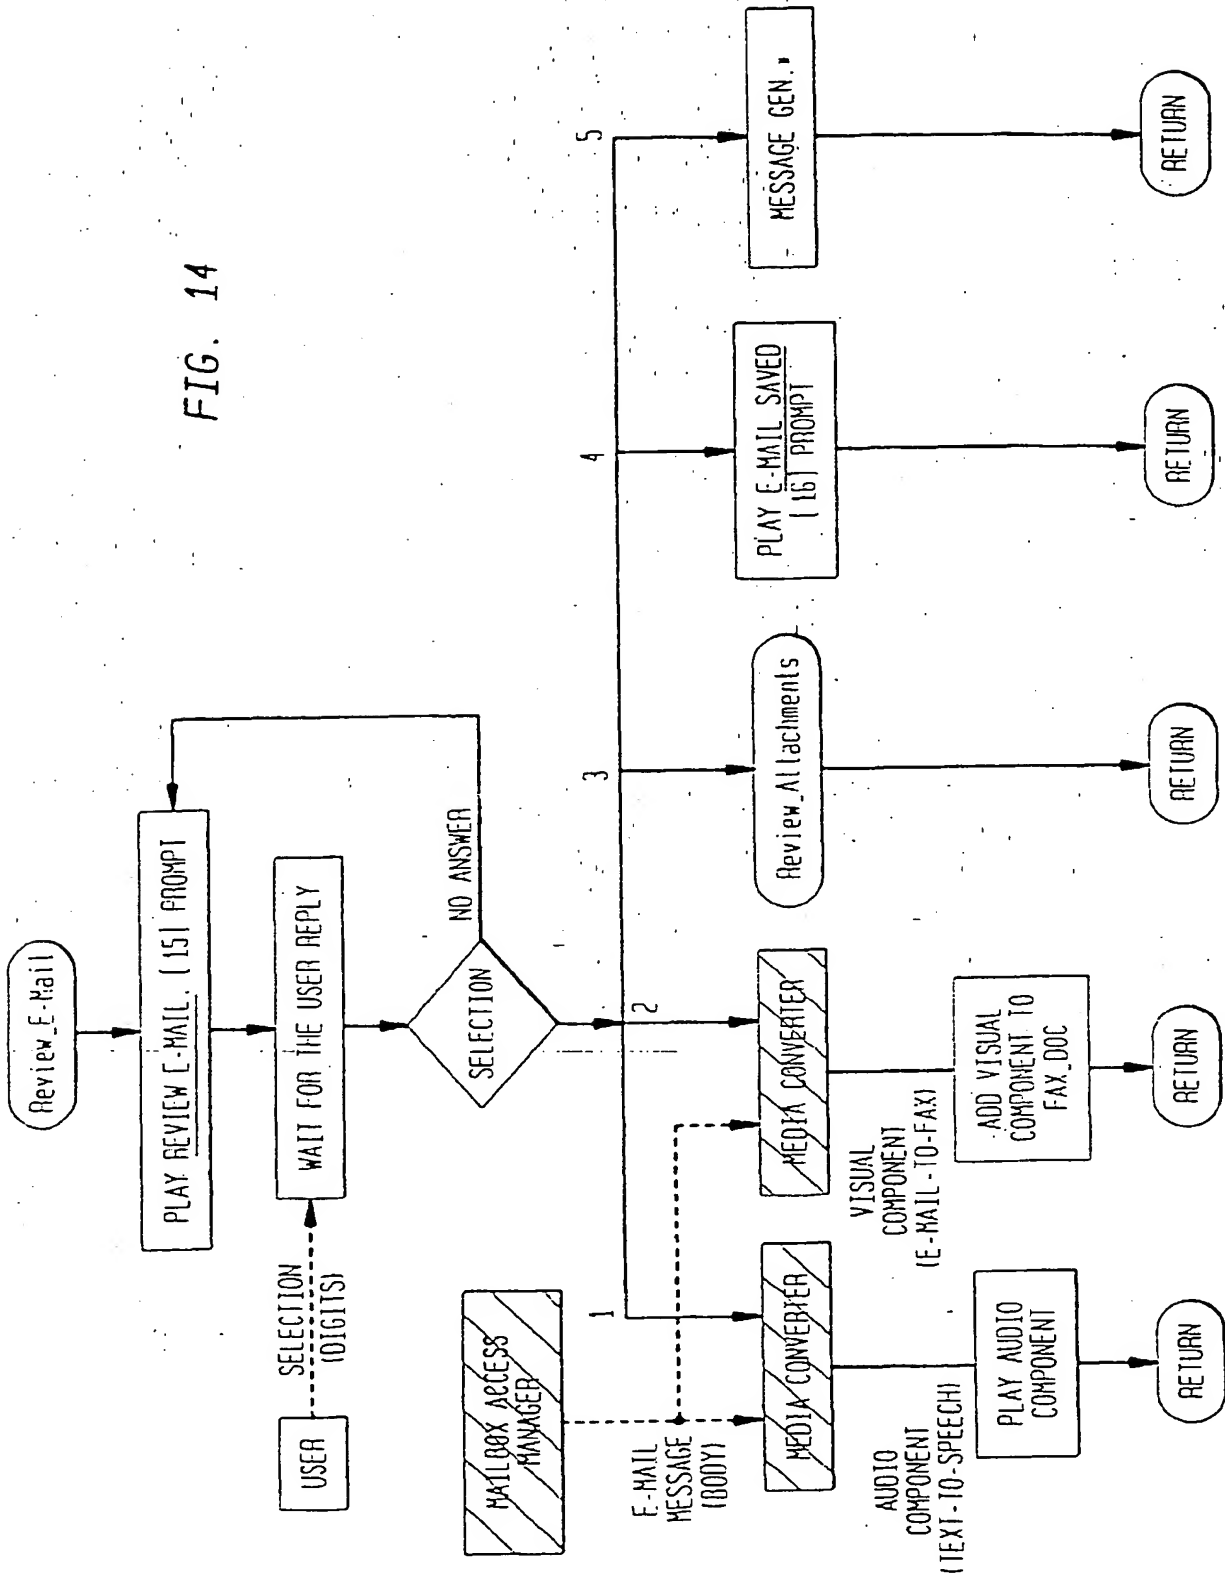 FIG. 14
Review_E-Mail
PLAY REVIEW E-MAIL. (15) PROMPT
WAIT FOR THE USER REPLY
USER
SELECTION
(DIGITS)
SELECTION
NO ANSWER
MAILBOX ACCESS
MANAGER
E-MAIL
MESSAGE
(BODY)
1
2
3
4
5
MEDIA CONVERTER
AUDIO
COMPONENT
(TEXT-TO-SPEECH)
PLAY AUDIO
COMPONENT
RETURN
MEDIA CONVERTER
VISUAL
COMPONENT
(E-MAIL-TO-FAX)
ADD VISUAL
COMPONENT TO
FAX_DOC
RETURN
Review_Attachments
RETURN
PLAY E-MAIL SAVED
(16) PROMPT
RETURN
MESSAGE GEN.*
RETURN